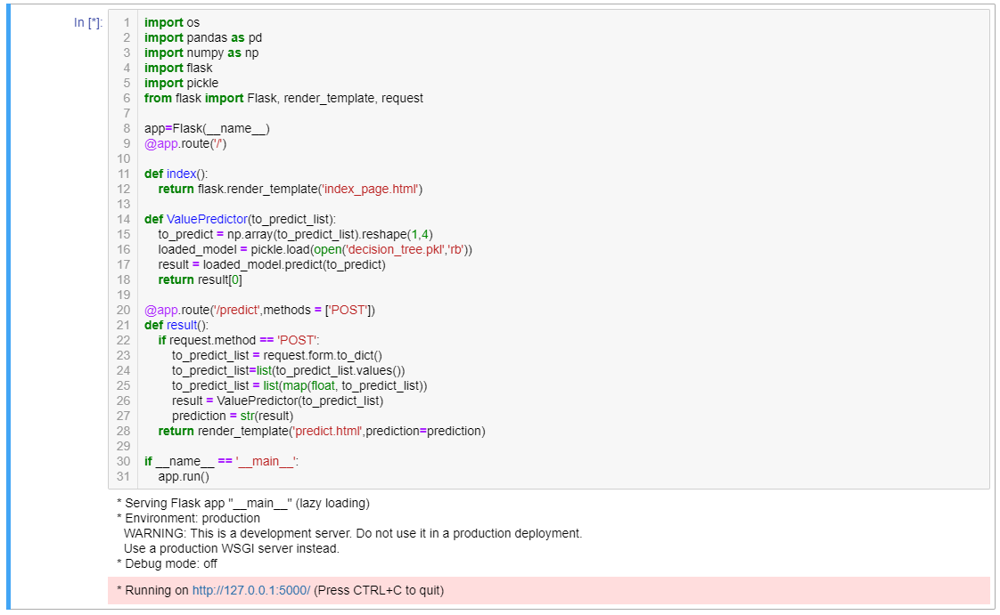 In [*]:
1 import os
2 import pandas as pd
3 import numpy as np
4 import flask
5 import pickle
6 from flask import Flask, render_template, request
7
8 app=Flask(__name__)
9 @app.route('/')
10
11 def index():
12     return flask.render_template('index_page.html')
13
14 def ValuePredictor(to_predict_list):
15     to_predict = np.array(to_predict_list).reshape(1,4)
16     loaded_model = pickle.load(open('decision_tree.pkl','rb'))
17     result = loaded_model.predict(to_predict)
18     return result[0]
19
20 @app.route('/predict',methods = ['POST'])
21 def result():
22     if request.method == 'POST':
23         to_predict_list = request.form.to_dict()
24         to_predict_list=list(to_predict_list.values())
25         to_predict_list = list(map(float, to_predict_list))
26         result = ValuePredictor(to_predict_list)
27         prediction = str(result)
28     return render_template('predict.html',prediction=prediction)
29
30 if __name__ == '__main__':
31     app.run()
* Serving Flask app "__main__" (lazy loading)
* Environment: production
WARNING: This is a development server. Do not use it in a production deployment.
Use a production WSGI server instead.
* Debug mode: off
* Running on http://127.0.0.1:5000/ (Press CTRL+C to quit)